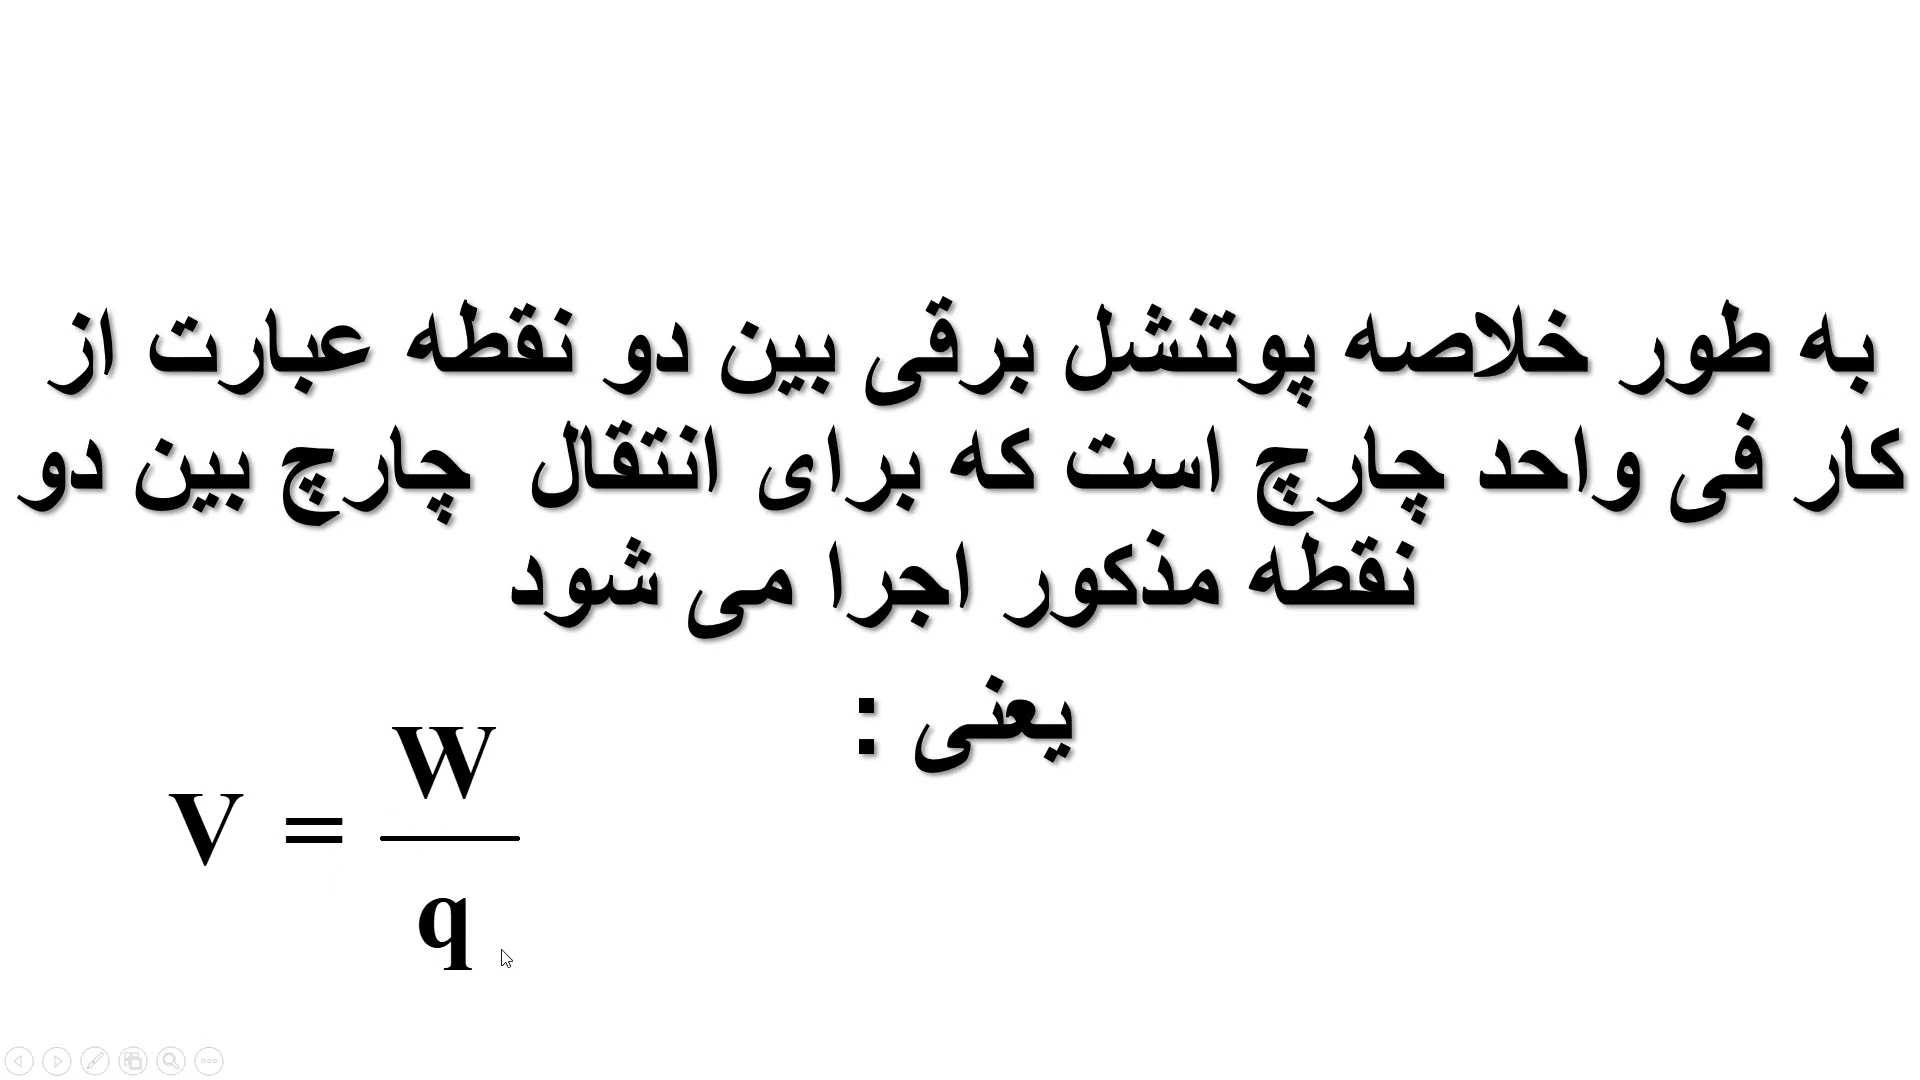 به طور خلاصه پوتنشل برقی بین دو نقطه عبارت از
کار فی واحد چارچ است که برای انتقال چارچ بین دو
نقطه مذکور اجرا می شود
یعنی :
V = W
q